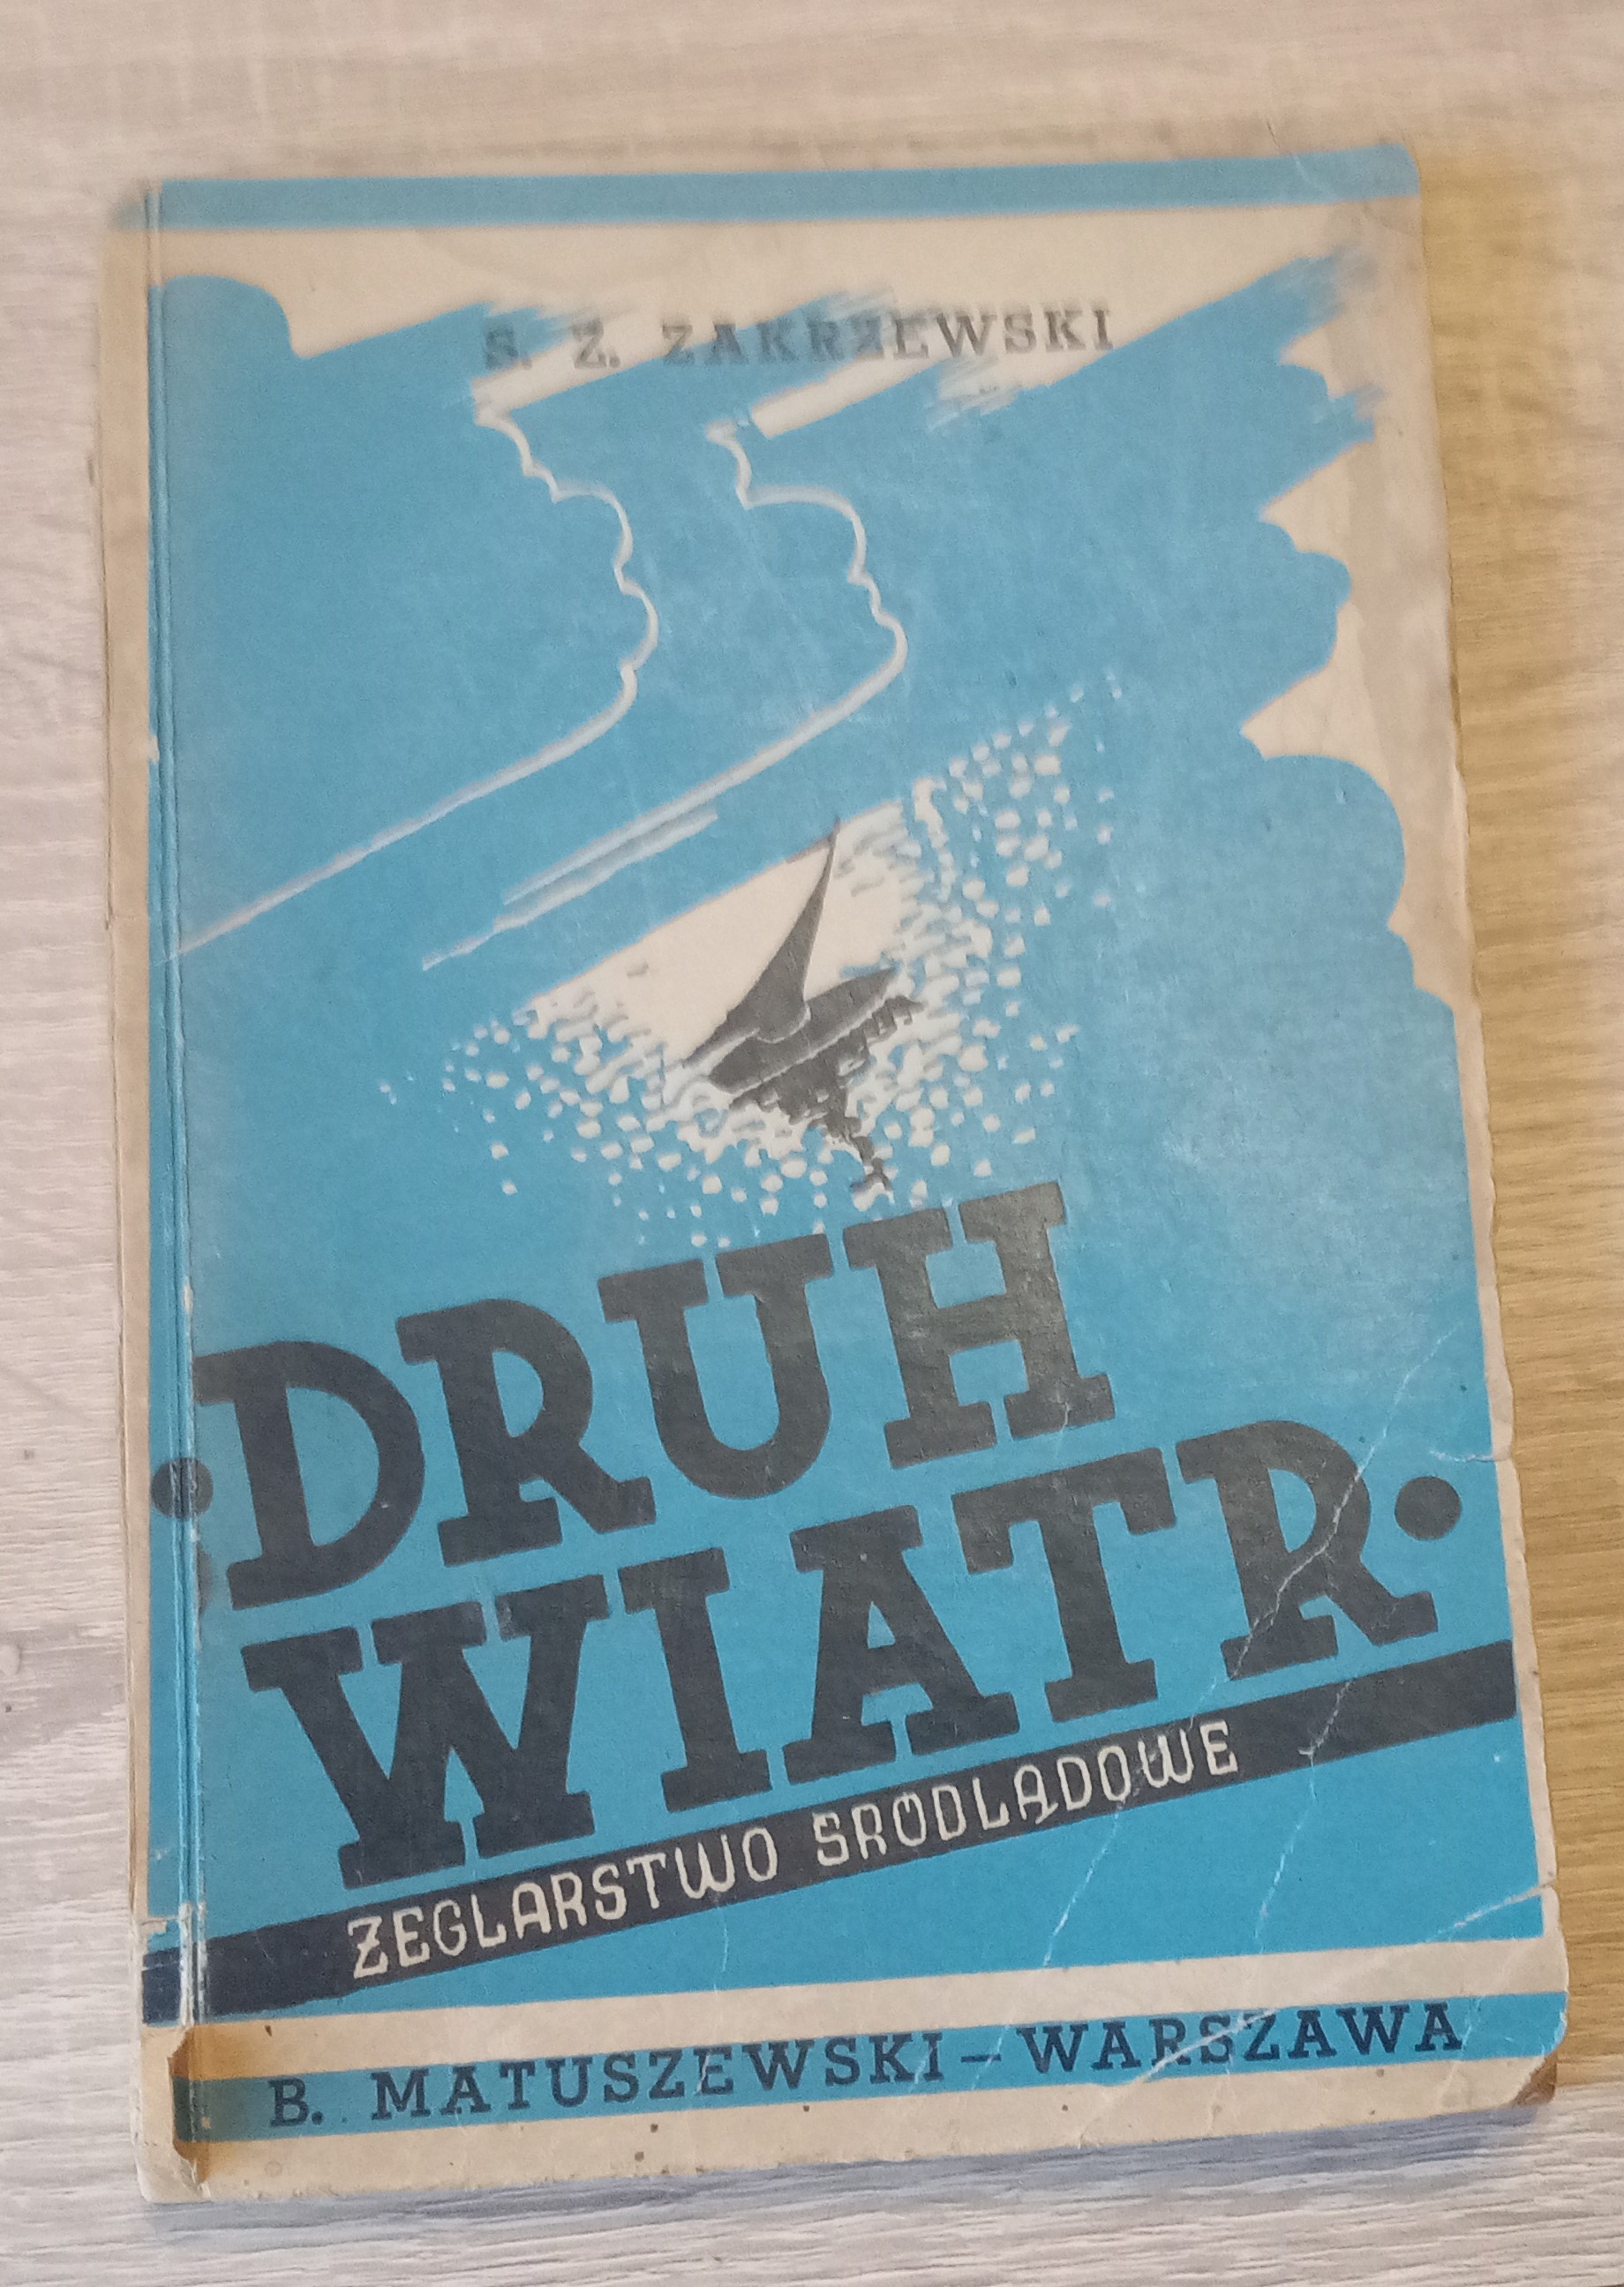 S. Z. ZAKRZEWSKI
·DRUH
WIATR·
ŻEGLARSTWO ŚRÓDLĄDOWE
B. MATUSZEWSKI – WARSZAWA